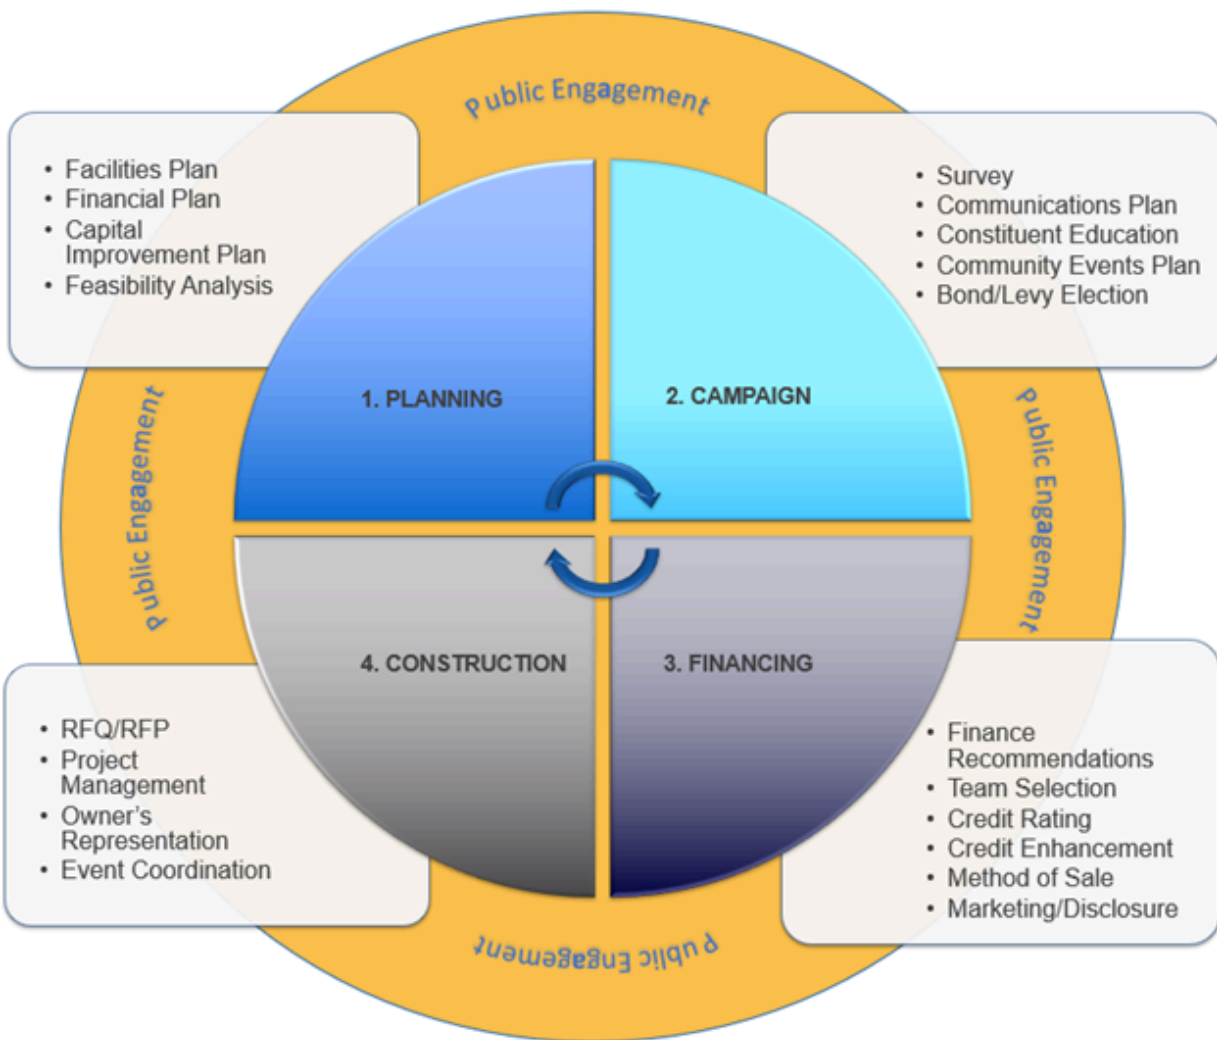 Public Engagement
• Facilities Plan
• Financial Plan
• Capital
Improvement Plan
• Feasibility Analysis
• Survey
• Communications Plan
• Constituent Education
• Community Events Plan
• Bond/Levy Election
1. PLANNING
2. CAMPAIGN
Public Engagement
Public Engagement
4. CONSTRUCTION
3. FINANCING
• RFQ/RFP
• Project
Management
• Owner's
Representation
• Event Coordination
• Finance
Recommendations
• Team Selection
• Credit Rating
• Credit Enhancement
• Method of Sale
• Marketing/Disclosure
Public Engagement